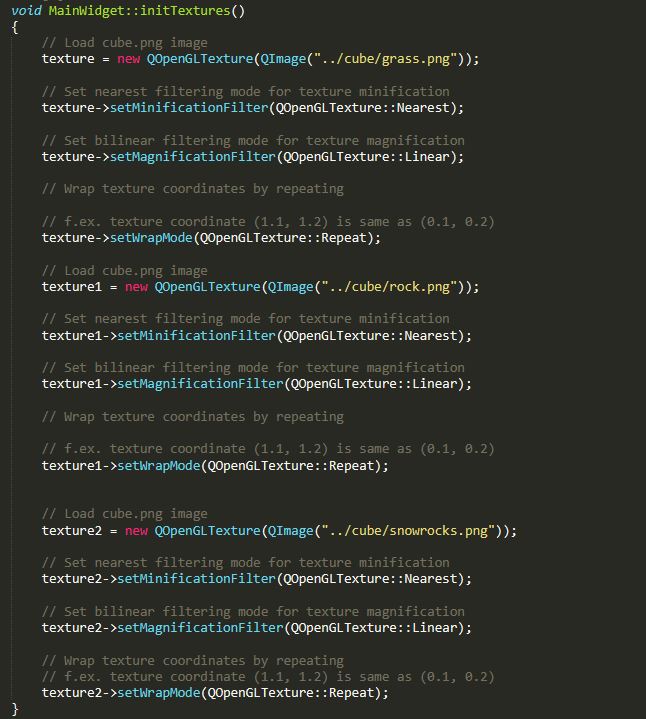 void MainWidget::initTextures()
{
    // Load cube.png image
    texture = new QOpenGLTexture(QImage("../cube/grass.png"));

    // Set nearest filtering mode for texture minification
    texture->setMinificationFilter(QOpenGLTexture::Nearest);

    // Set bilinear filtering mode for texture magnification
    texture->setMagnificationFilter(QOpenGLTexture::Linear);

    // Wrap texture coordinates by repeating

    // f.ex. texture coordinate (1.1, 1.2) is same as (0.1, 0.2)
    texture->setWrapMode(QOpenGLTexture::Repeat);

    // Load cube.png image
    texture1 = new QOpenGLTexture(QImage("../cube/rock.png"));

    // Set nearest filtering mode for texture minification
    texture1->setMinificationFilter(QOpenGLTexture::Nearest);

    // Set bilinear filtering mode for texture magnification
    texture1->setMagnificationFilter(QOpenGLTexture::Linear);

    // Wrap texture coordinates by repeating

    // f.ex. texture coordinate (1.1, 1.2) is same as (0.1, 0.2)
    texture1->setWrapMode(QOpenGLTexture::Repeat);


    // Load cube.png image
    texture2 = new QOpenGLTexture(QImage("../cube/snowrocks.png"));

    // Set nearest filtering mode for texture minification
    texture2->setMinificationFilter(QOpenGLTexture::Nearest);

    // Set bilinear filtering mode for texture magnification
    texture2->setMagnificationFilter(QOpenGLTexture::Linear);

    // Wrap texture coordinates by repeating
    // f.ex. texture coordinate (1.1, 1.2) is same as (0.1, 0.2)
    texture2->setWrapMode(QOpenGLTexture::Repeat);
}